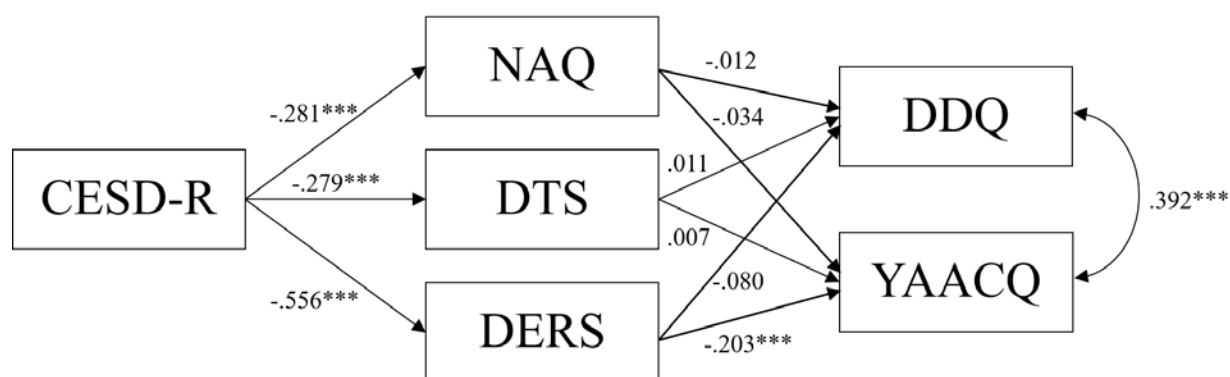 NAQ
-.012
DDQ
-.281***
-.034
.011
CESD-R
-.279***
DTS
.392***
.007
-.556***
-.080
YAACQ
DERS
-.203***